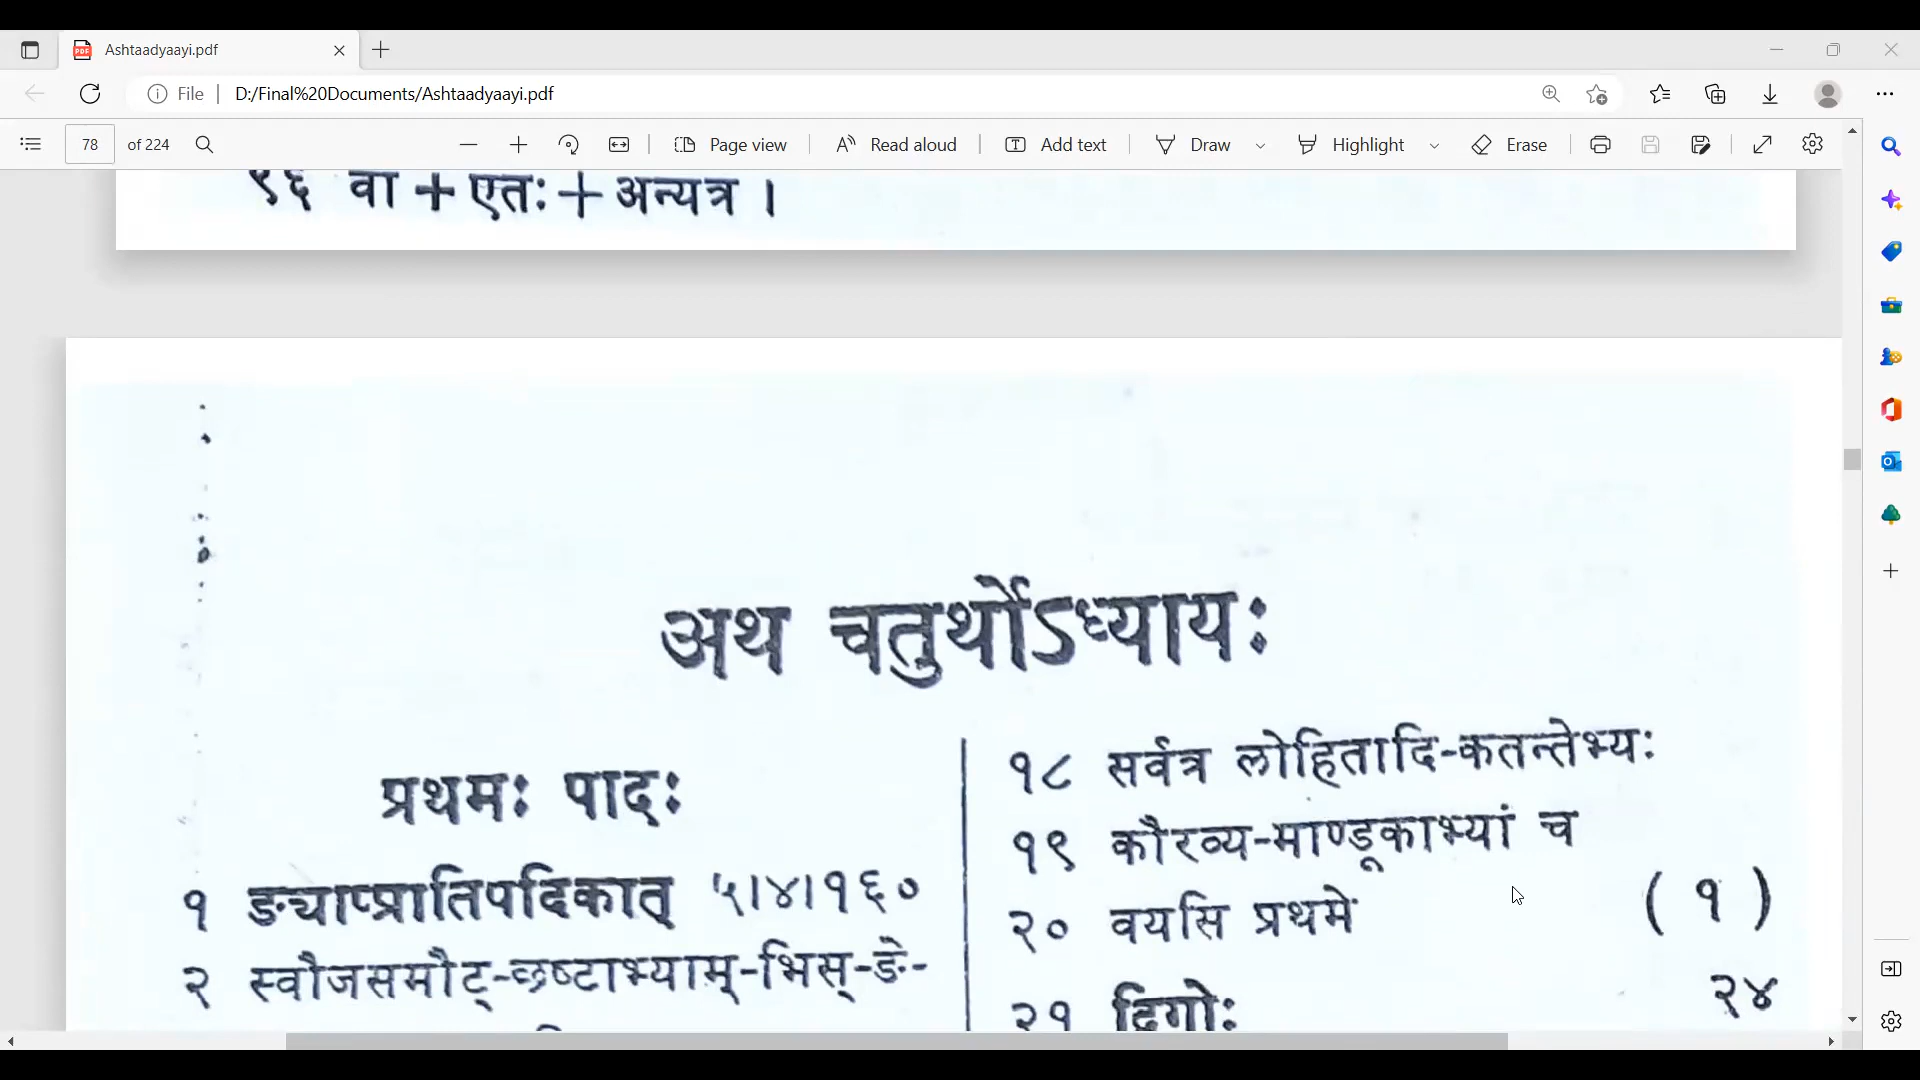 Ashtaadyaayi.pdf
File D:/Final%20Documents/Ashtaadyaayi.pdf
78 of 224 Page view Read aloud Add text Draw Highlight Erase
९६ वा + एतः + अन्यत्र ।
अथ चतुर्थोऽध्यायः
प्रथमः पादः
१ ङ्याप्प्रातिपदिकात् ५।४।१६०
२ स्वौजसमौट्-छष्टाभ्याम्-भिस्-ङे-
१८ सर्वत्र लोहितादि-कतन्तेभ्यः
१९ कौरव्य-माण्डूकाभ्यां च
(१)
२० वयसि प्रथमे
२४
२१ द्विगोः